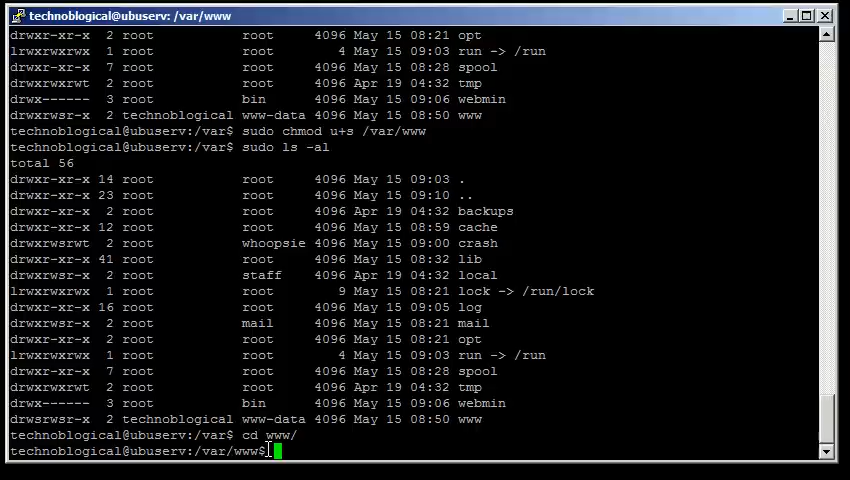 technoblogical@ubuserv: /var/www
drwxr-xr-x  2 root          root      4096 May 15 08:21 opt
lrwxrwxrwx  1 root          root         4 May 15 09:03 run -> /run
drwxr-xr-x  7 root          root      4096 May 15 08:28 spool
drwxrwxrwt  2 root          root      4096 Apr 19 04:32 tmp
drwx------  3 root          bin       4096 May 15 09:06 webmin
drwxrwsr-x  2 technoblogical www-data 4096 May 15 08:50 www
technoblogical@ubuserv:/var$ sudo chmod u+s /var/www
technoblogical@ubuserv:/var$ sudo ls -al
total 56
drwxr-xr-x 14 root          root      4096 May 15 09:03 .
drwxr-xr-x 23 root          root      4096 May 15 09:10 ..
drwxr-xr-x  2 root          root      4096 Apr 19 04:32 backups
drwxr-xr-x 12 root          root      4096 May 15 08:59 cache
drwxrwsrwt  2 root          whoopsie  4096 May 15 09:00 crash
drwxr-xr-x 41 root          root      4096 May 15 08:32 lib
drwxrwsr-x  2 root          staff     4096 Apr 19 04:32 local
lrwxrwxrwx  1 root          root         9 May 15 08:21 lock -> /run/lock
drwxr-xr-x 16 root          root      4096 May 15 09:05 log
drwxrwsr-x  2 root          mail      4096 May 15 08:21 mail
drwxr-xr-x  2 root          root      4096 May 15 08:21 opt
lrwxrwxrwx  1 root          root         4 May 15 09:03 run -> /run
drwxr-xr-x  7 root          root      4096 May 15 08:28 spool
drwxrwxrwt  2 root          root      4096 Apr 19 04:32 tmp
drwx------  3 root          bin       4096 May 15 09:06 webmin
drwsrwsr-x  2 technoblogical www-data 4096 May 15 08:50 www
technoblogical@ubuserv:/var$ cd www/
technoblogical@ubuserv:/var/www$